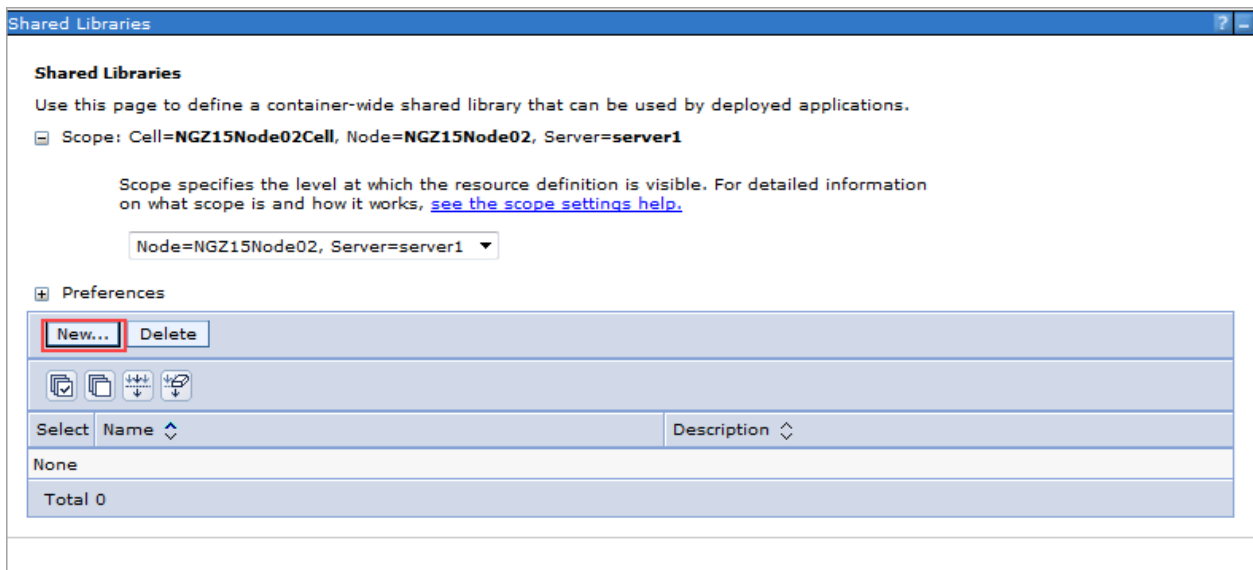 Shared Libraries ? –
Shared Libraries
Use this page to define a container-wide shared library that can be used by deployed applications.
Scope: Cell=NGZ15Node02Cell, Node=NGZ15Node02, Server=server1
Scope specifies the level at which the resource definition is visible. For detailed information
on what scope is and how it works, see the scope settings help.
Node=NGZ15Node02, Server=server1
Preferences
New... Delete
Select Name Description
None
Total 0